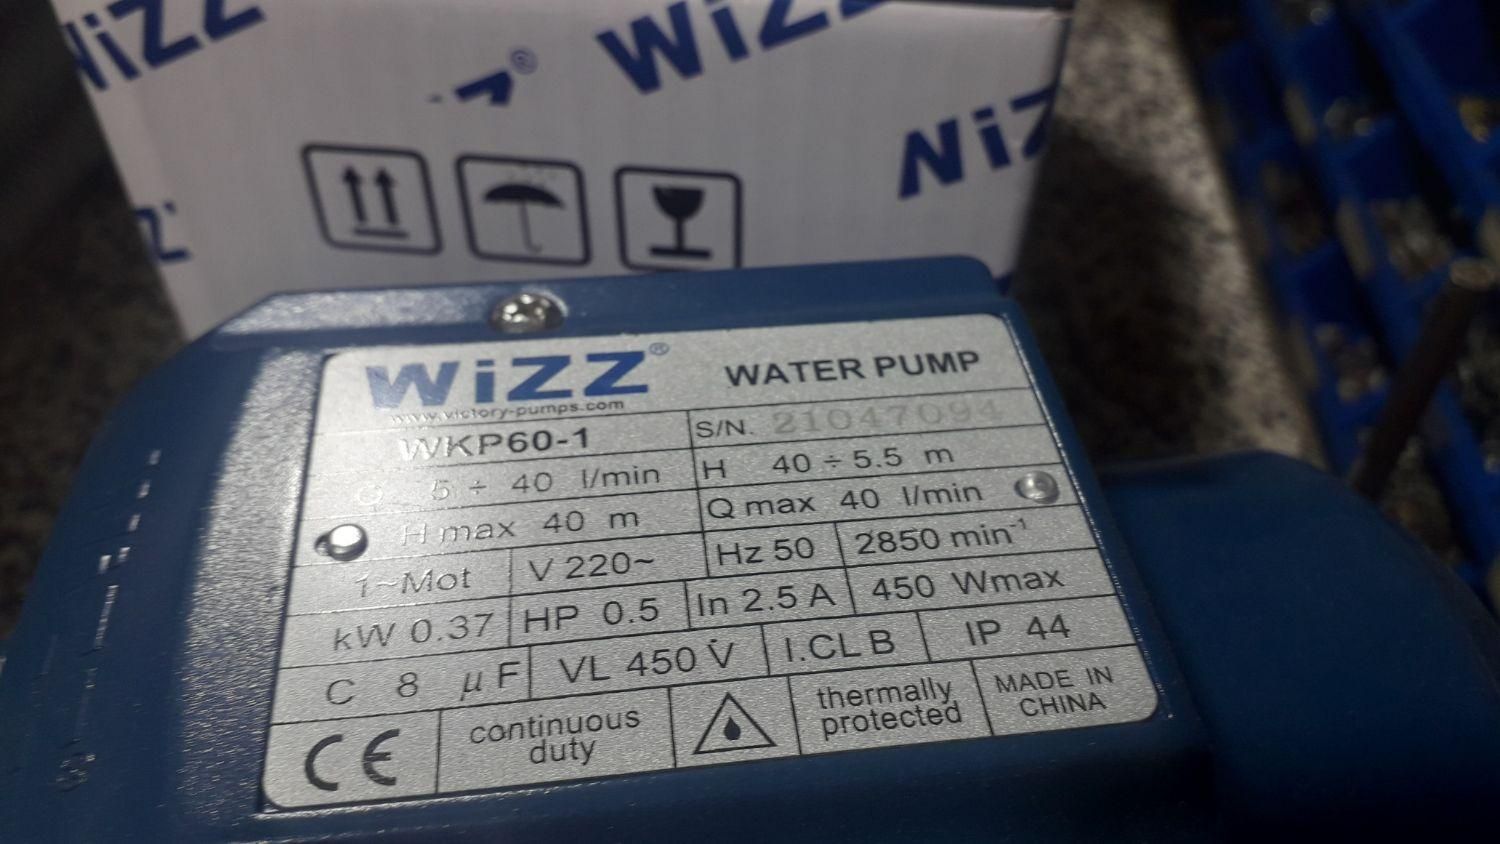 WiZZ
WiZZ
NiZ
WiZZ® WATER PUMP
www.victory-pumps.com
WKP60-1 S/N. 21047094
Q 5 ÷ 40 l/min H 40 ÷ 5.5 m
H max 40 m Q max 40 l/min
1~Mot V 220~ Hz 50 2850 min⁻¹
kW 0.37 HP 0.5 In 2.5 A 450 Wmax
C 8 µF VL 450 V I.CL B IP 44
CE continuous duty thermally protected MADE IN CHINA